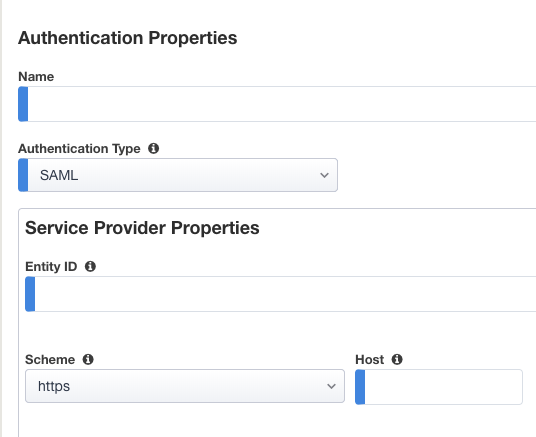 Authentication Properties
Name
Authentication Type
SAML
Service Provider Properties
Entity ID
Scheme Host
https